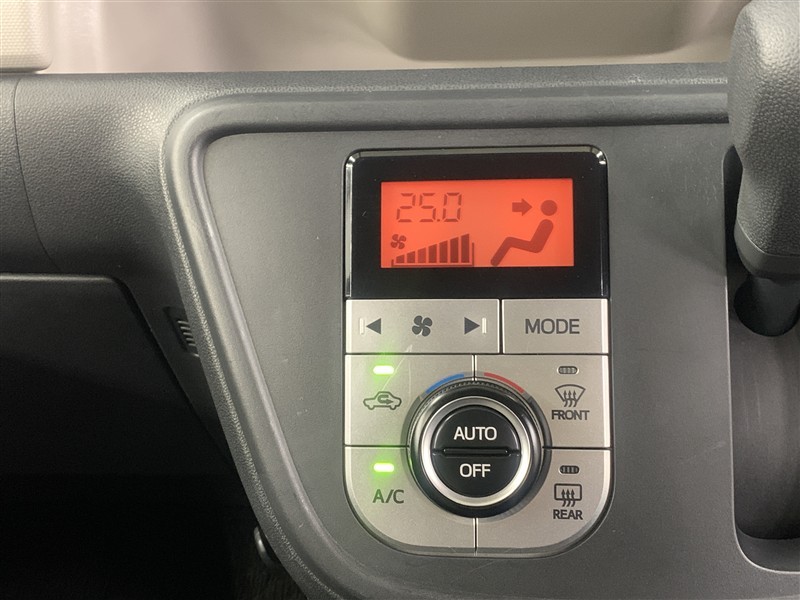 25.0
MODE
FRONT
AUTO
OFF
A/C
REAR